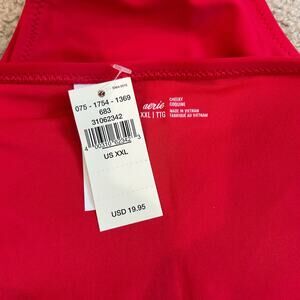 075 - 1754 - 1369
683
31062342
US XXL
USD 19.95
aerie
XXL | TTG
CHEEKY
COQUINE
MADE IN VIETNAM
FABRIQUÉ AU VIETNAM